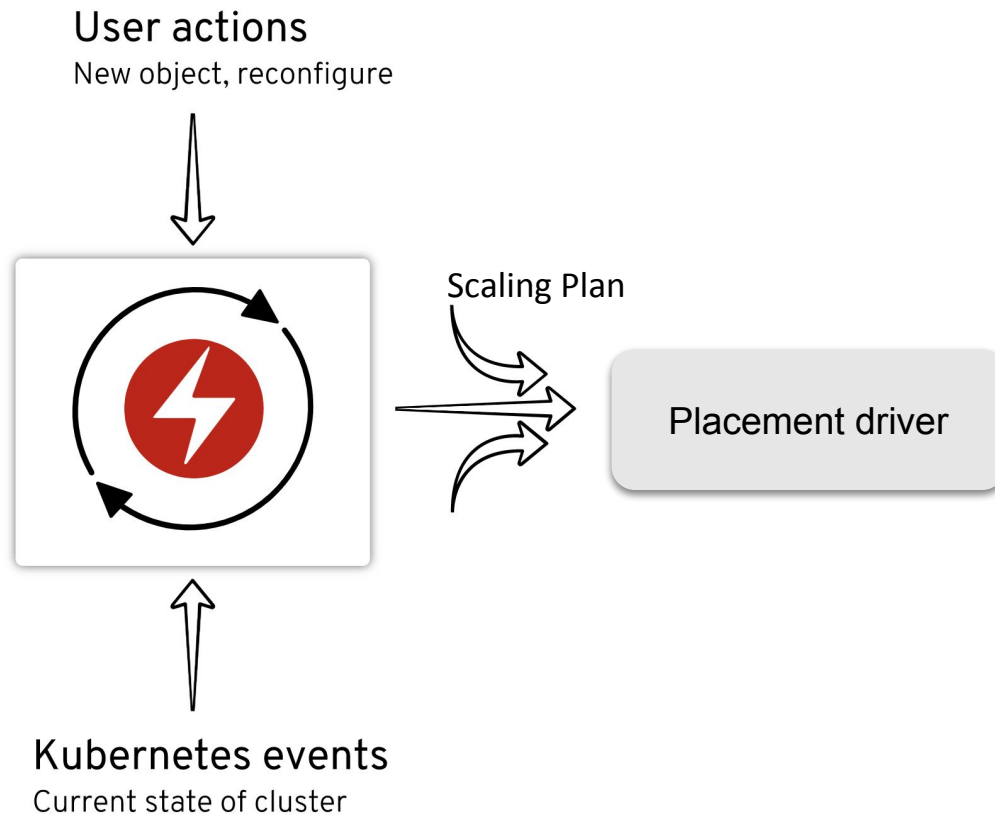 User actions
New object, reconfigure
Scaling Plan
Placement driver
Kubernetes events
Current state of cluster